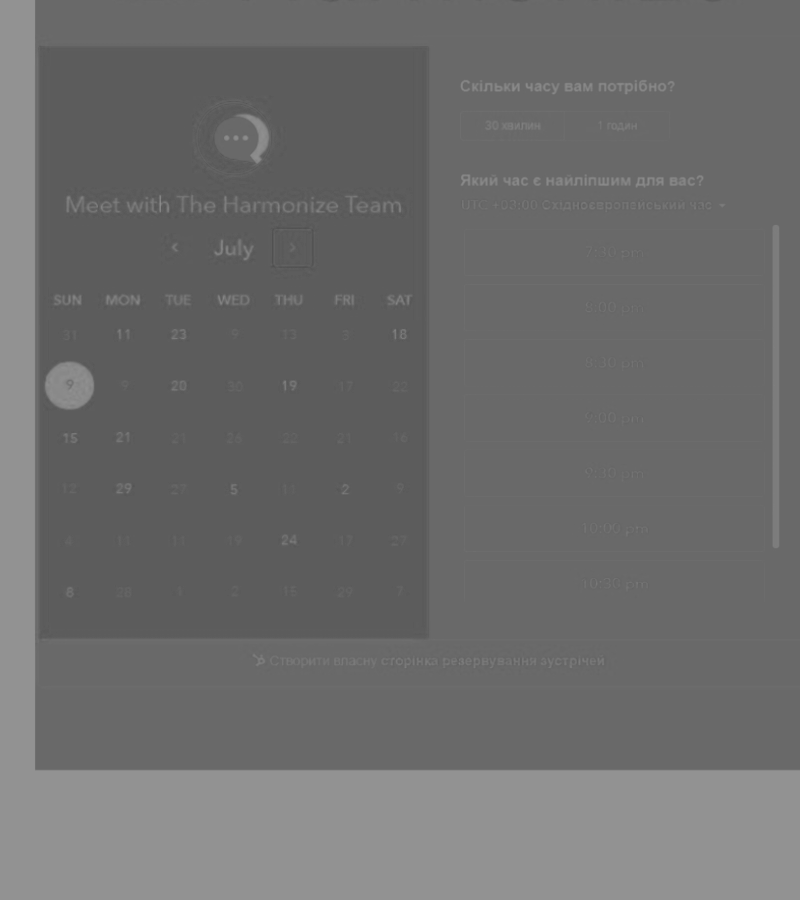 Meet with The Harmonize Team
July
SUN MON TUE WED THU FRI SAT
31 11 23 9 13 3 18
9 9 20 30 19 17 22
15 21 21 26 22 21 16
12 29 27 5 11 2 9
4 11 11 19 24 17 27
8 28 1 2 15 29 7
Скільки часу вам потрібно?
30 хвилин 1 годин
Який час є найліпшим для вас?
UTC +03:00 Східноєвропейський час
7:30 pm
8:00 pm
8:30 pm
9:00 pm
9:30 pm
10:00 pm
10:30 pm
Створити власну сторінка резервування зустрічей